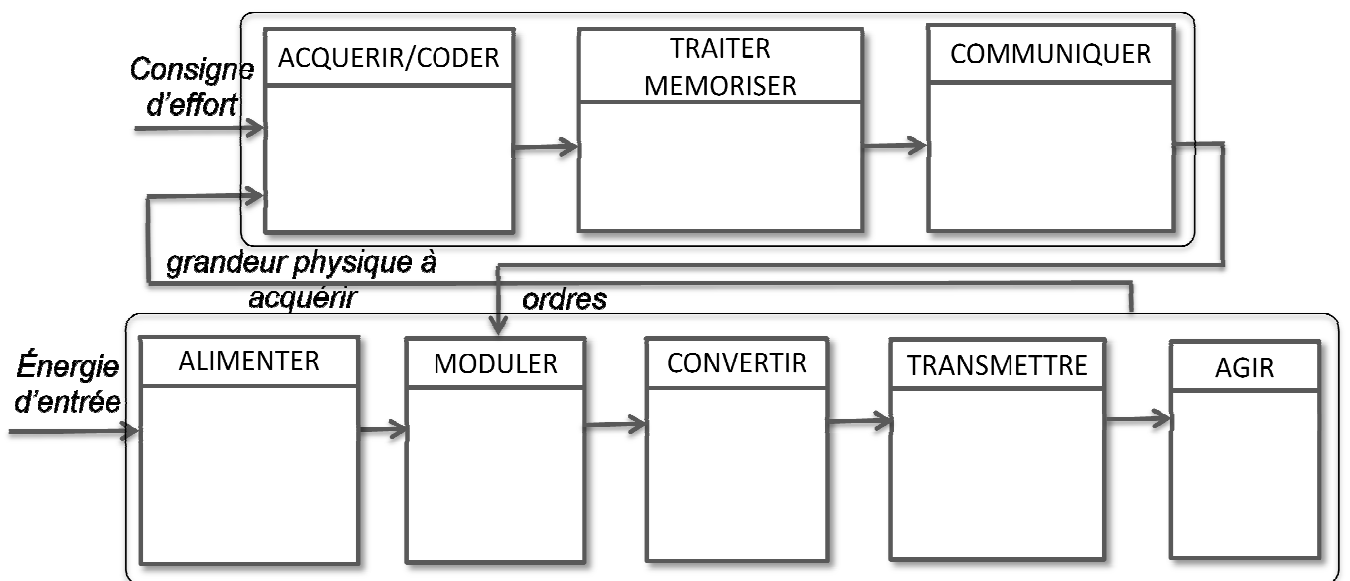 ACQUERIR/CODER
TRAITER
MEMORISER
COMMUNIQUER
Consigne
d'effort
grandeur physique à
acquérir
ordres
Énergie
d'entrée
ALIMENTER
MODULER
CONVERTIR
TRANSMETTRE
AGIR